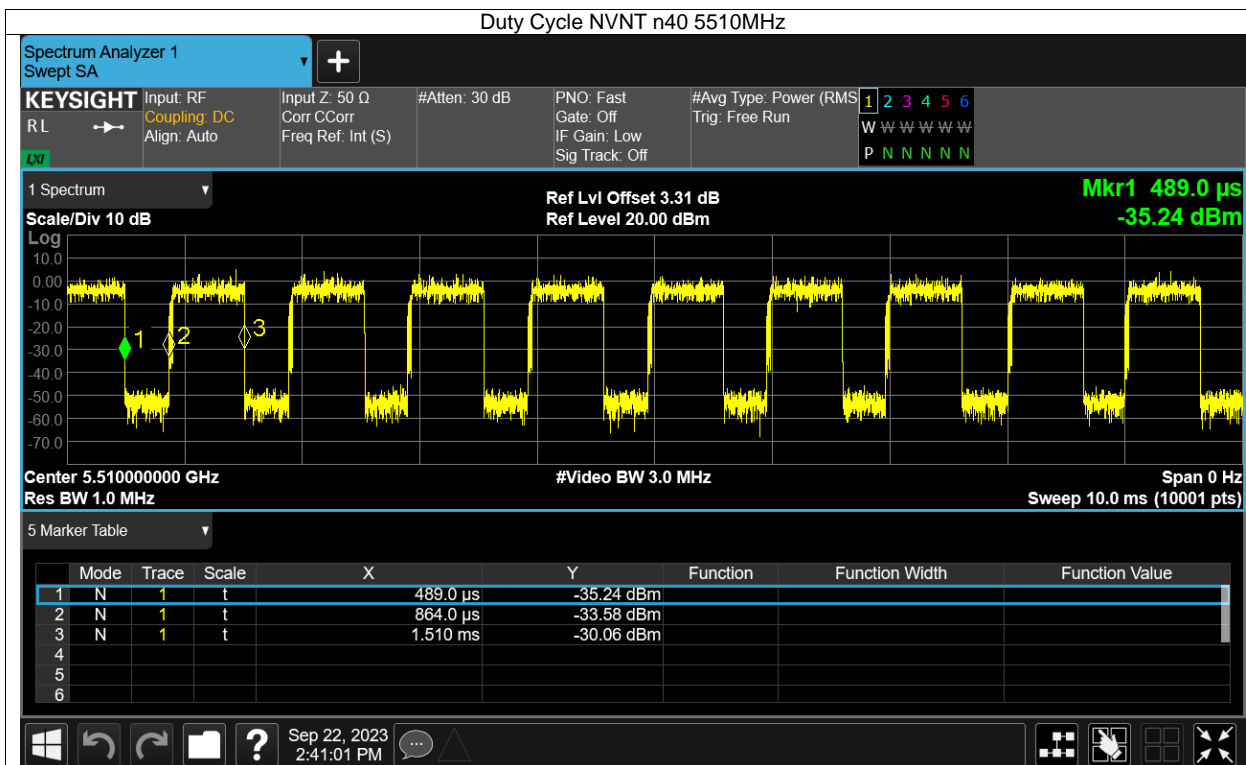 Duty Cycle NVNT n40 5510MHz
Spectrum Analyzer 1
Swept SA
KEYSIGHT
RL
LXI
Input: RF
Coupling: DC
Align: Auto
Input Z: 50 Ω
Corr CCorr
Freq Ref: Int (S)
#Atten: 30 dB
PNO: Fast
Gate: Off
IF Gain: Low
Sig Track: Off
#Avg Type: Power (RMS
Trig: Free Run
1 2 3 4 5 6
W W W W W W
P N N N N N
1 Spectrum
Scale/Div 10 dB
Ref Lvl Offset 3.31 dB
Ref Level 20.00 dBm
Mkr1 489.0 µs
-35.24 dBm
Log
10.0
0.00
-10.0
-20.0
-30.0
-40.0
-50.0
-60.0
-70.0
1 2 3
Center 5.510000000 GHz
Res BW 1.0 MHz
#Video BW 3.0 MHz
Span 0 Hz
Sweep 10.0 ms (10001 pts)
5 Marker Table
Mode Trace Scale X Y Function Function Width Function Value
1 N 1 t 489.0 µs -35.24 dBm
2 N 1 t 864.0 µs -33.58 dBm
3 N 1 t 1.510 ms -30.06 dBm
4
5
6
?
Sep 22, 2023
2:41:01 PM